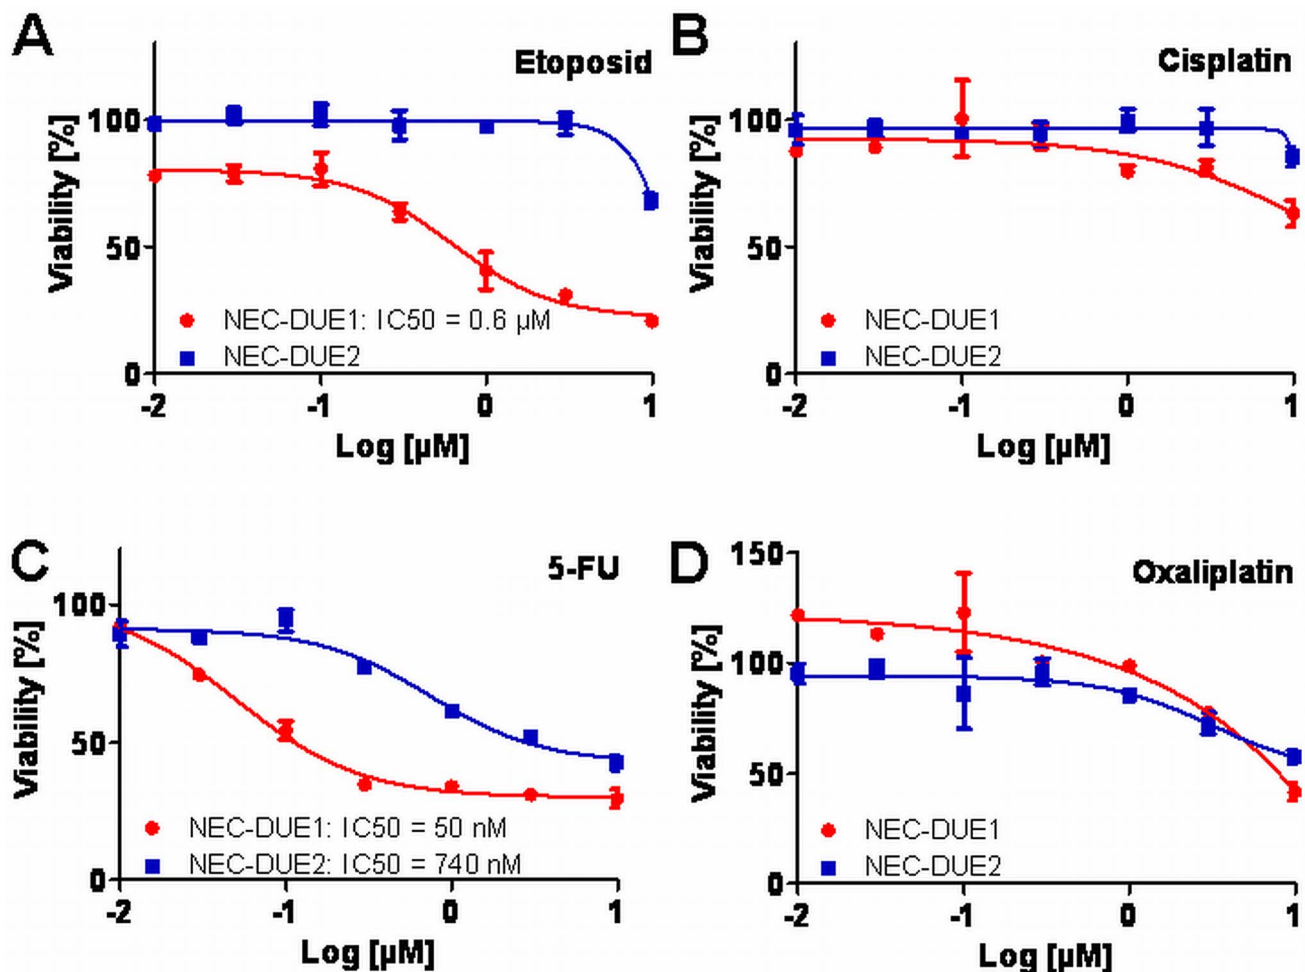 A
Etoposid
Viability [%]
100
50
0
-2
-1
0
1
Log [µM]
NEC-DUE1: IC50 = 0.6 µM
NEC-DUE2
B
Cisplatin
Viability [%]
100
50
0
-2
-1
0
1
Log [µM]
NEC-DUE1
NEC-DUE2
C
5-FU
Viability [%]
100
50
0
-2
-1
0
1
Log [µM]
NEC-DUE1: IC50 = 50 nM
NEC-DUE2: IC50 = 740 nM
D
Oxaliplatin
Viability [%]
150
100
50
0
-2
-1
0
1
Log [µM]
NEC-DUE1
NEC-DUE2